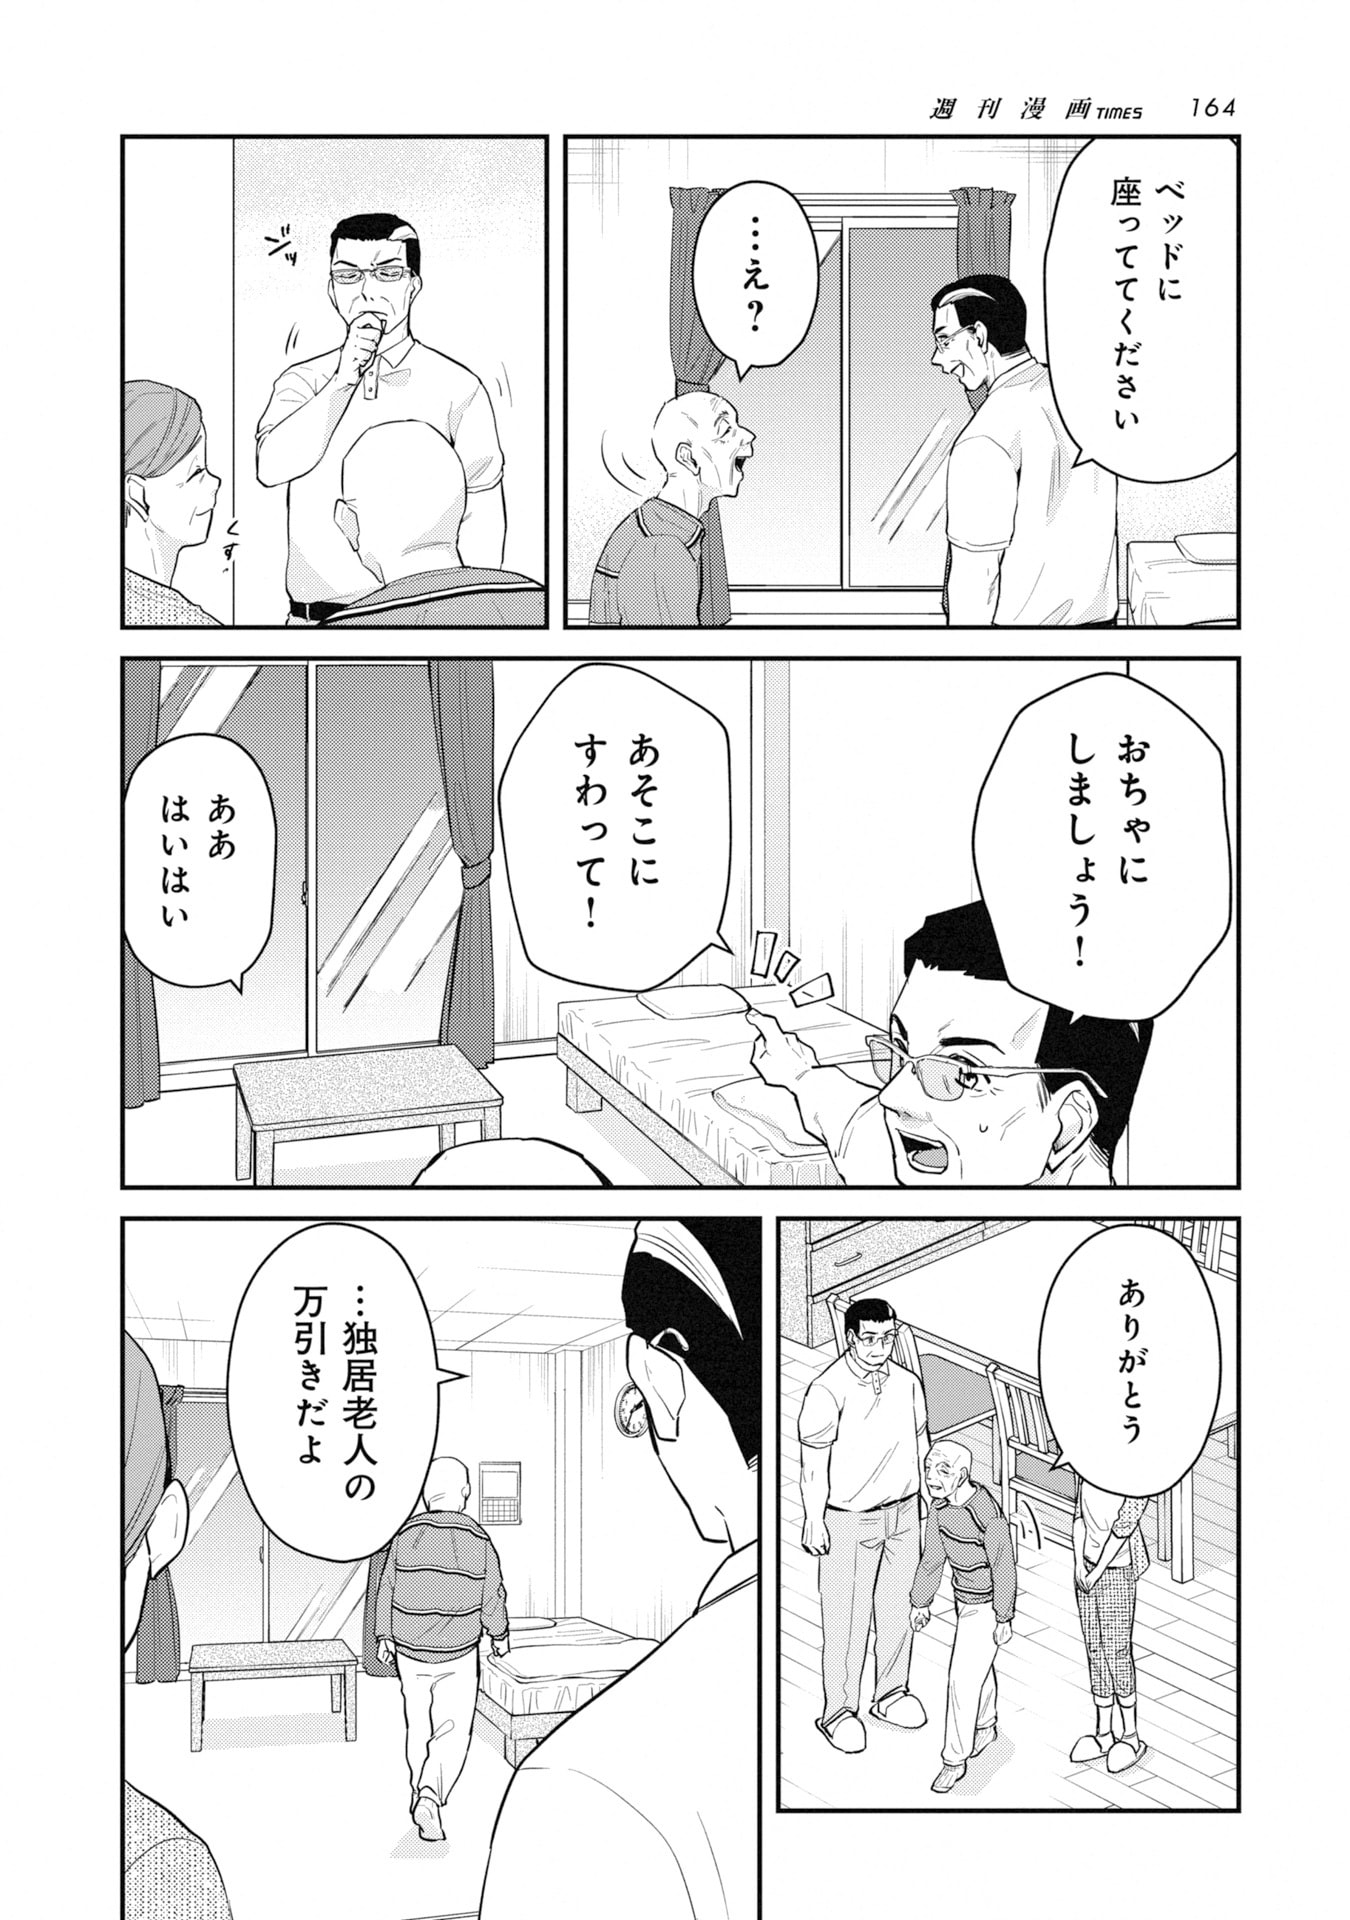 週刊漫画TIMES 164
ベッドに
座っててください
…え?
ゴンッ
くすっ
おちゃに
しましょう!
あそこに
すわって!
ああ
はいはい
ありがとう
…独居老人の
万引きだよ